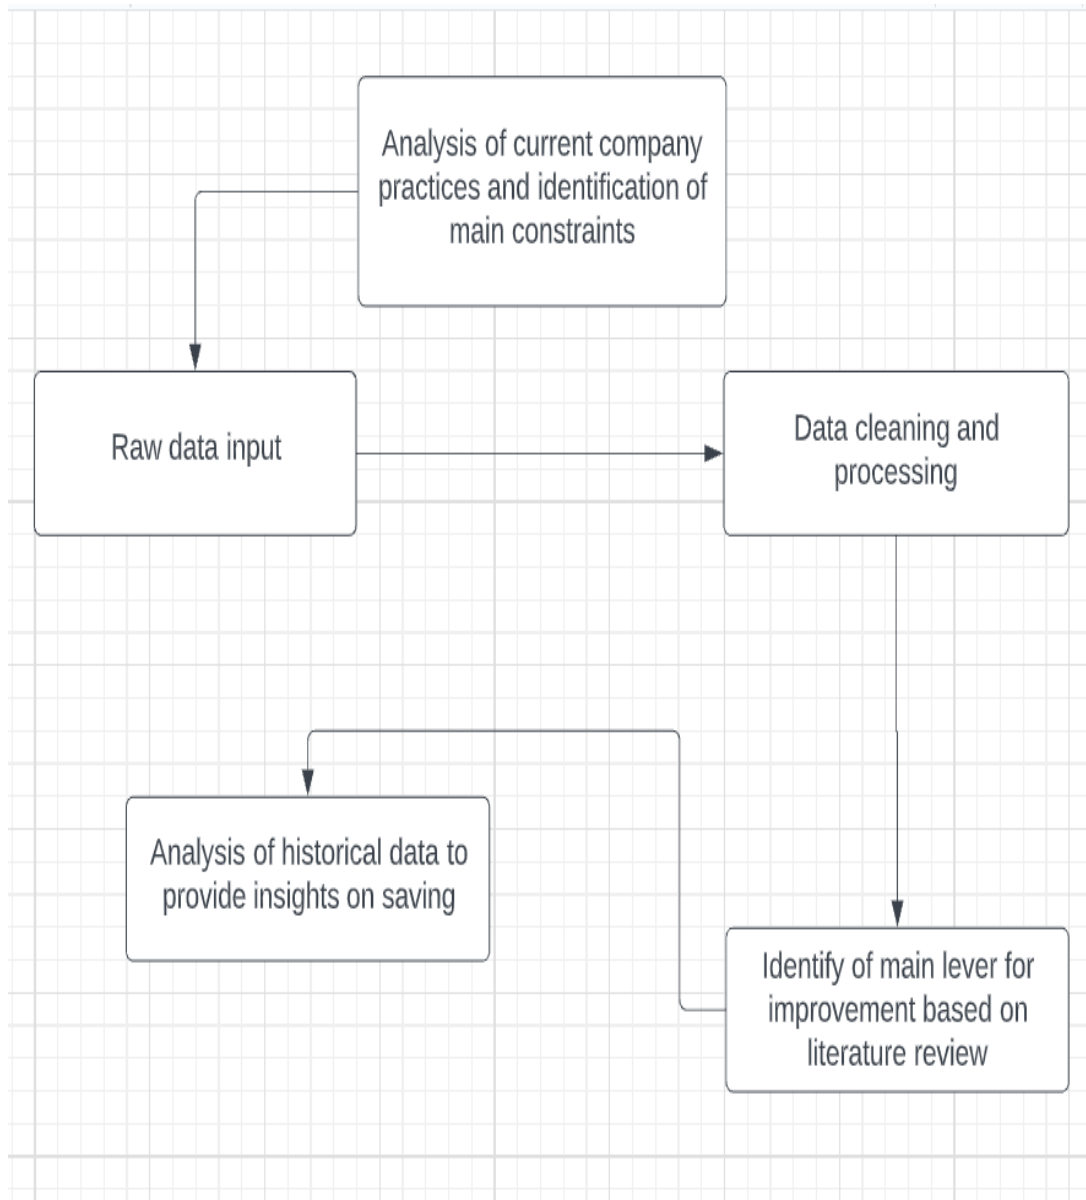 Analysis of current company
practices and identification of
main constraints
Raw data input
Data cleaning and
processing
Analysis of historical data to
provide insights on saving
Identify of main lever for
improvement based on
literature review